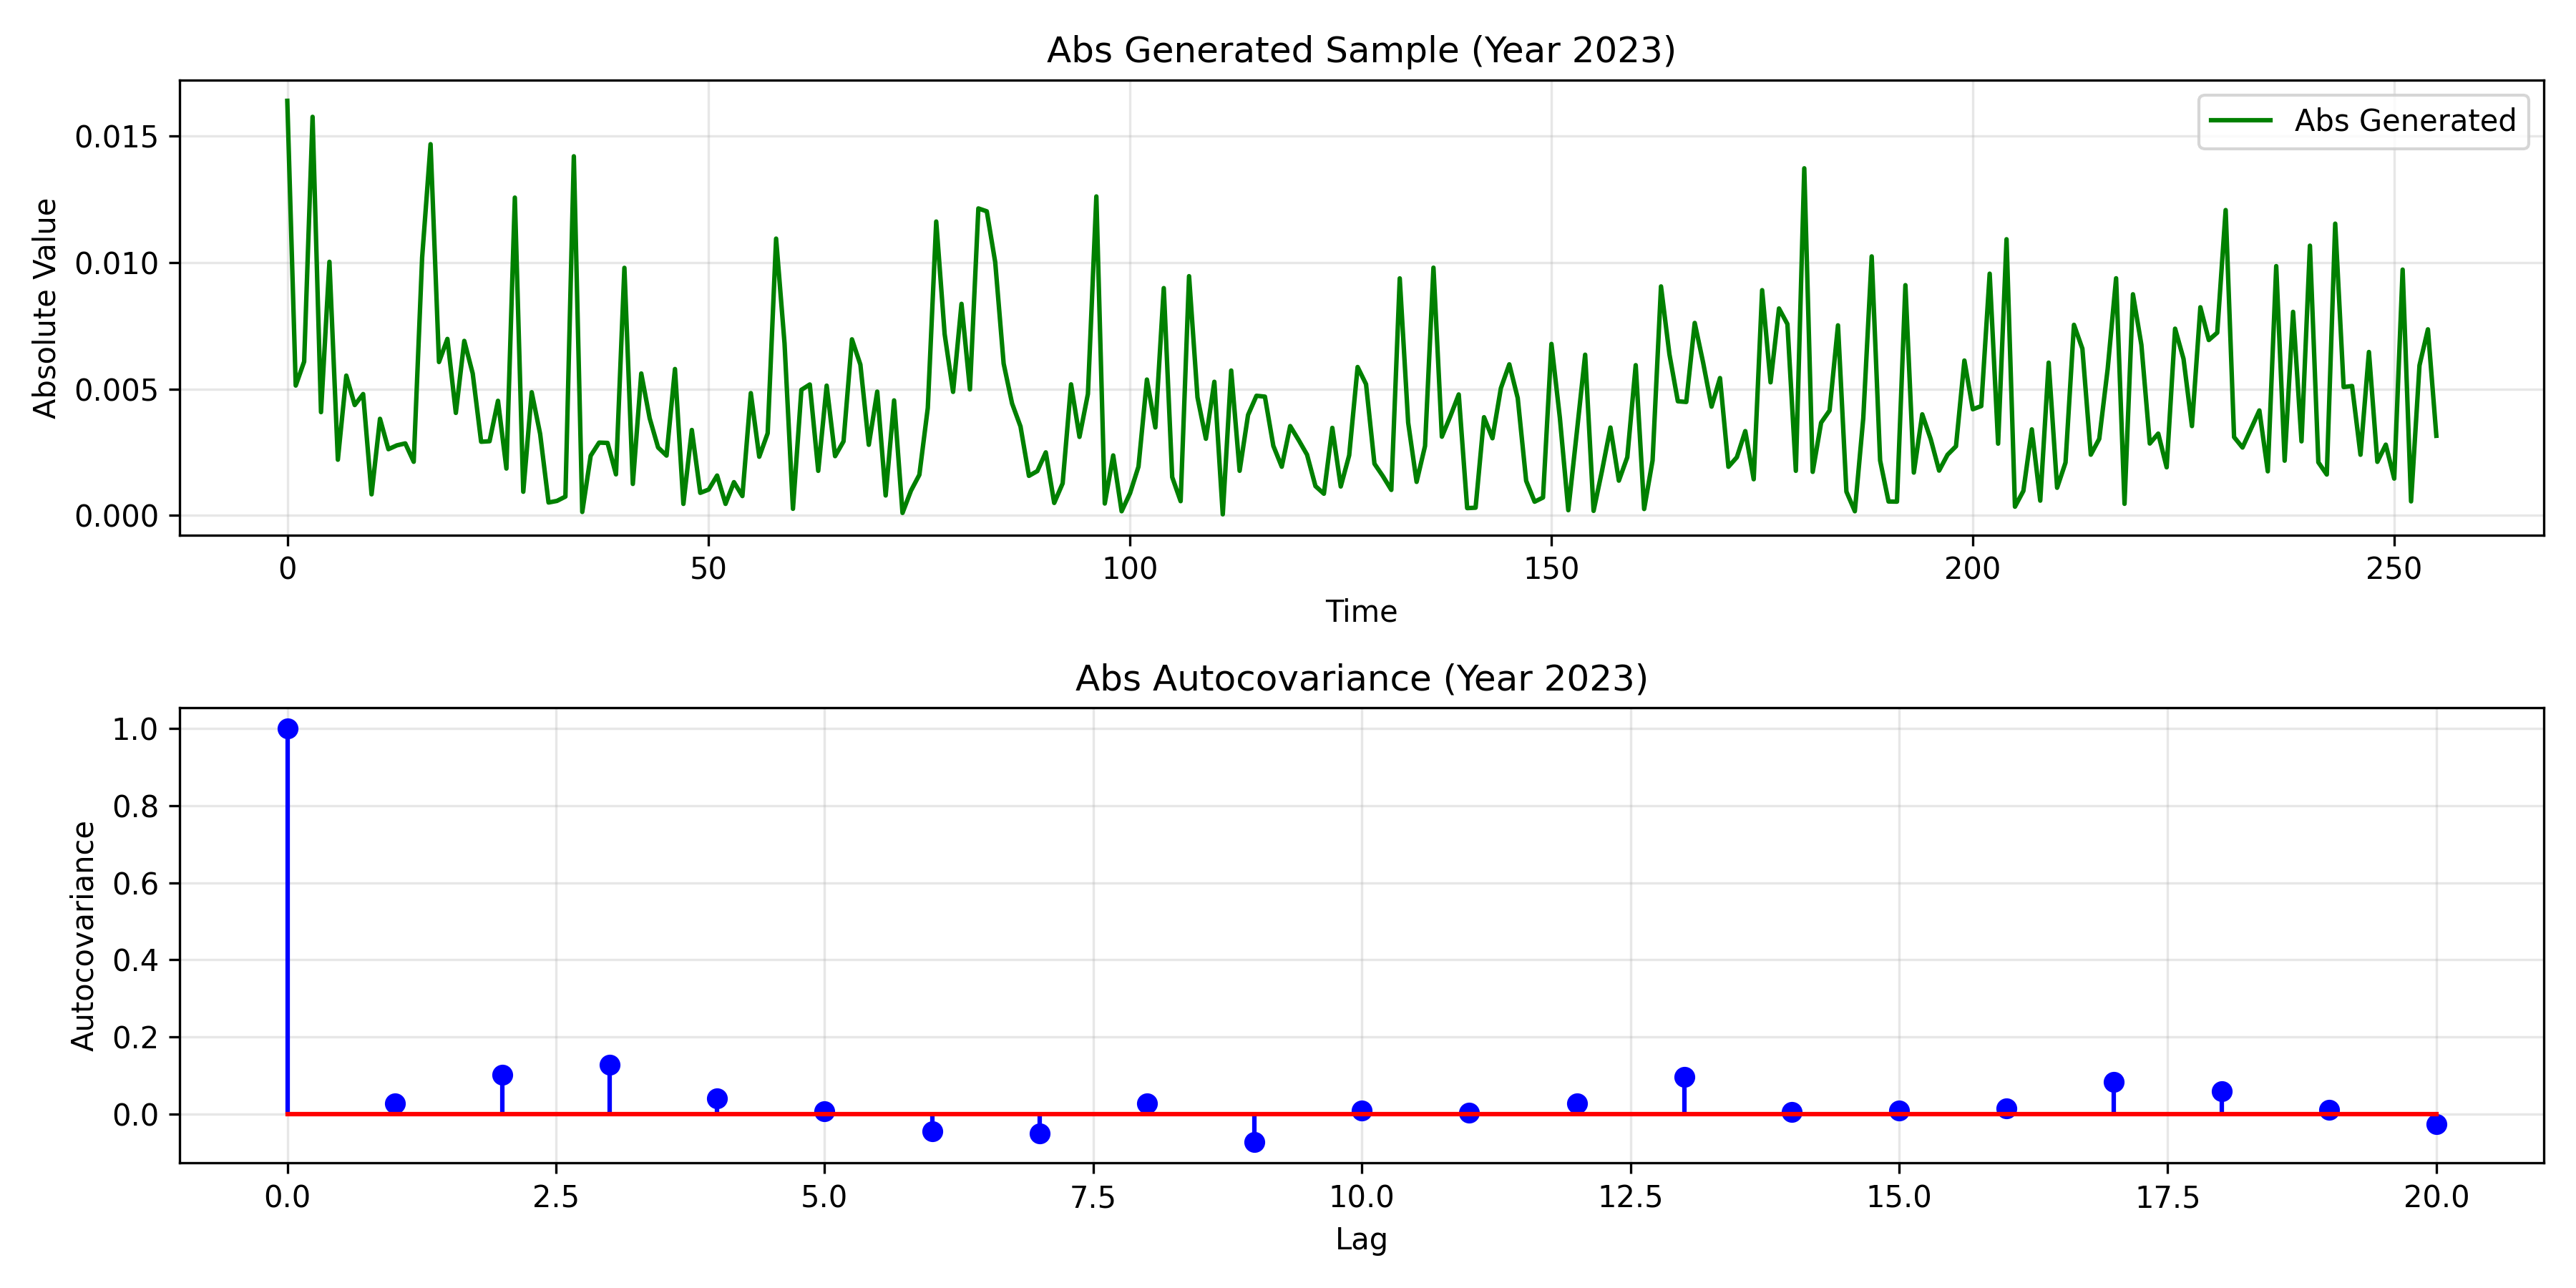 Abs Generated Sample (Year 2023)
Abs Generated
Absolute Value
0.015
0.010
0.005
0.000
0 50 100 150 200 250
Time
Abs Autocovariance (Year 2023)
Autocovariance
1.0
0.8
0.6
0.4
0.2
0.0
0.0 2.5 5.0 7.5 10.0 12.5 15.0 17.5 20.0
Lag